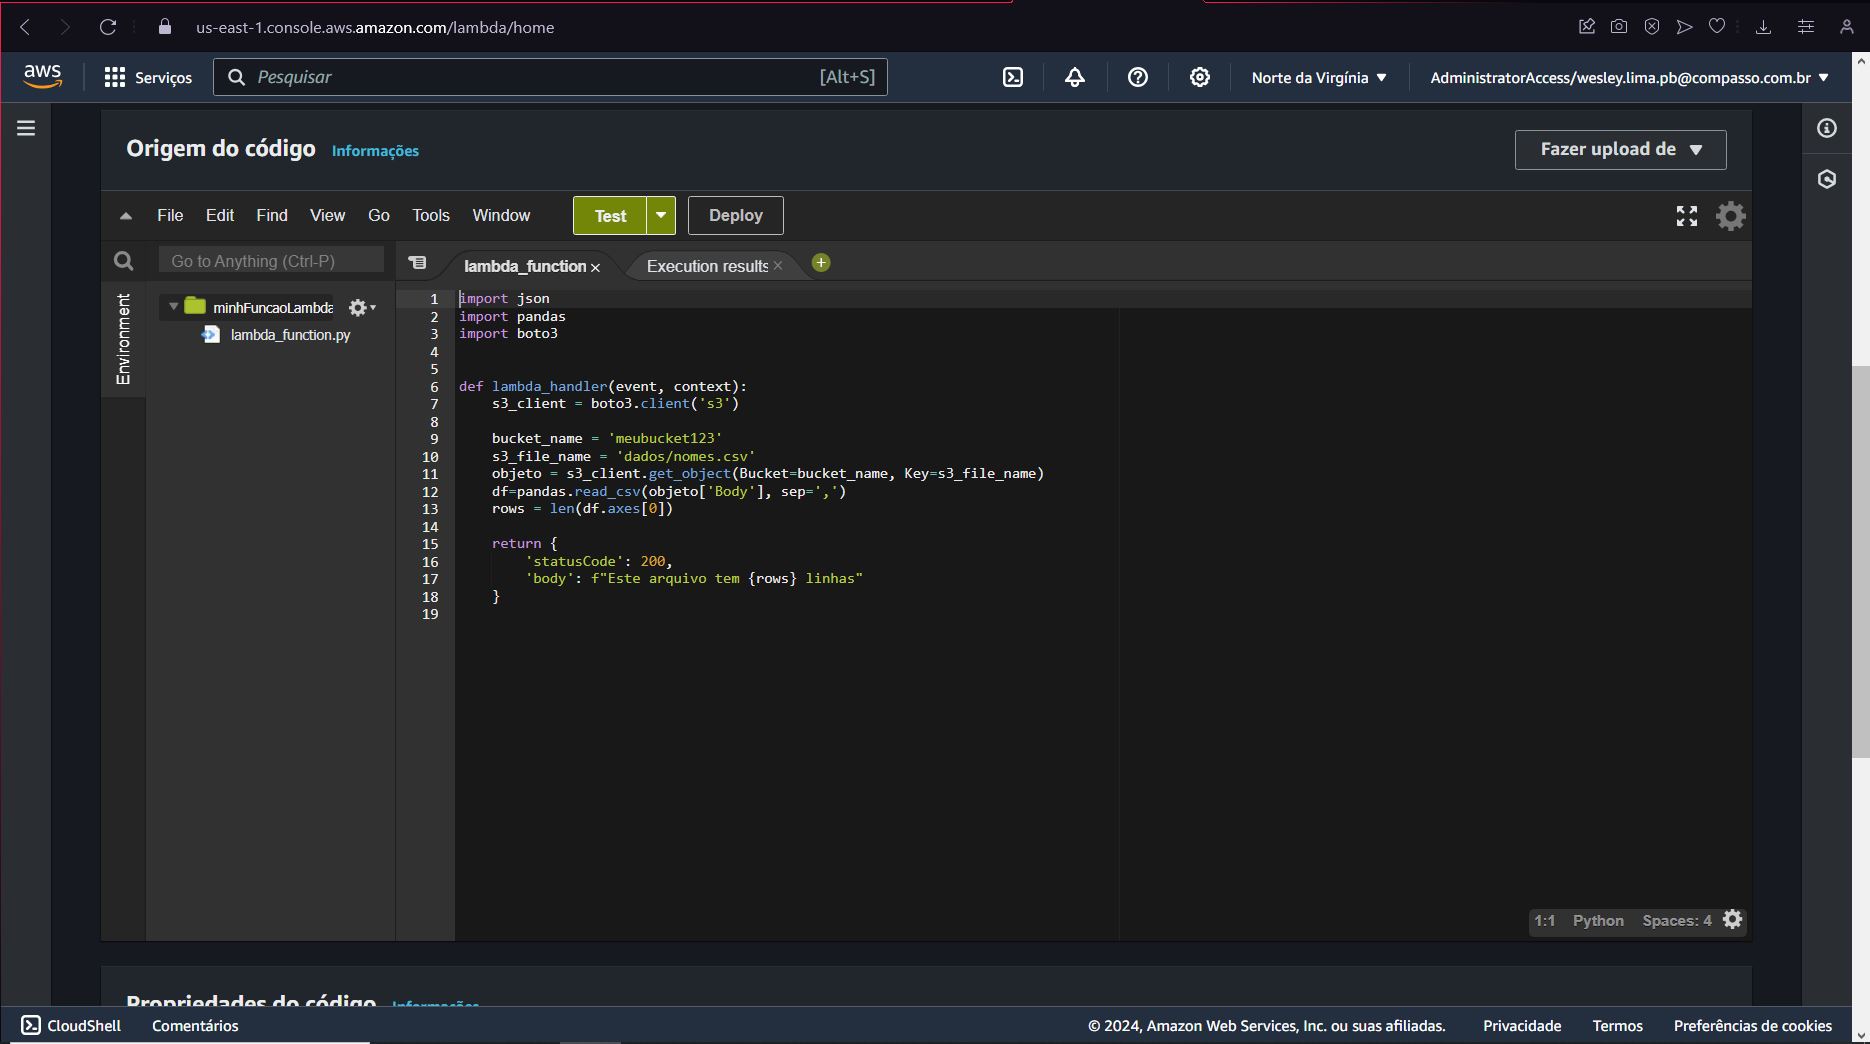 us-east-1.console.aws.amazon.com/lambda/home
aws Serviços Pesquisar [Alt+S] Norte da Virgínia AdministratorAccess/wesley.lima.pb@compasso.com.br
Origem do código Informações Fazer upload de
File Edit Find View Go Tools Window Test Deploy
Go to Anything (Ctrl-P) lambda_function × Execution results ×
Environment
minhFuncaoLambda
lambda_function.py
1 import json
2 import pandas
3 import boto3
4
5
6 def lambda_handler(event, context):
7     s3_client = boto3.client('s3')
8
9     bucket_name = 'meubucket123'
10     s3_file_name = 'dados/nomes.csv'
11     objeto = s3_client.get_object(Bucket=bucket_name, Key=s3_file_name)
12     df=pandas.read_csv(objeto['Body'], sep=',')
13     rows = len(df.axes[0])
14
15     return {
16         'statusCode': 200,
17         'body': f"Este arquivo tem {rows} linhas"
18     }
19
1:1 Python Spaces: 4
Propriedades do código Informações
CloudShell Comentários © 2024, Amazon Web Services, Inc. ou suas afiliadas. Privacidade Termos Preferências de cookies